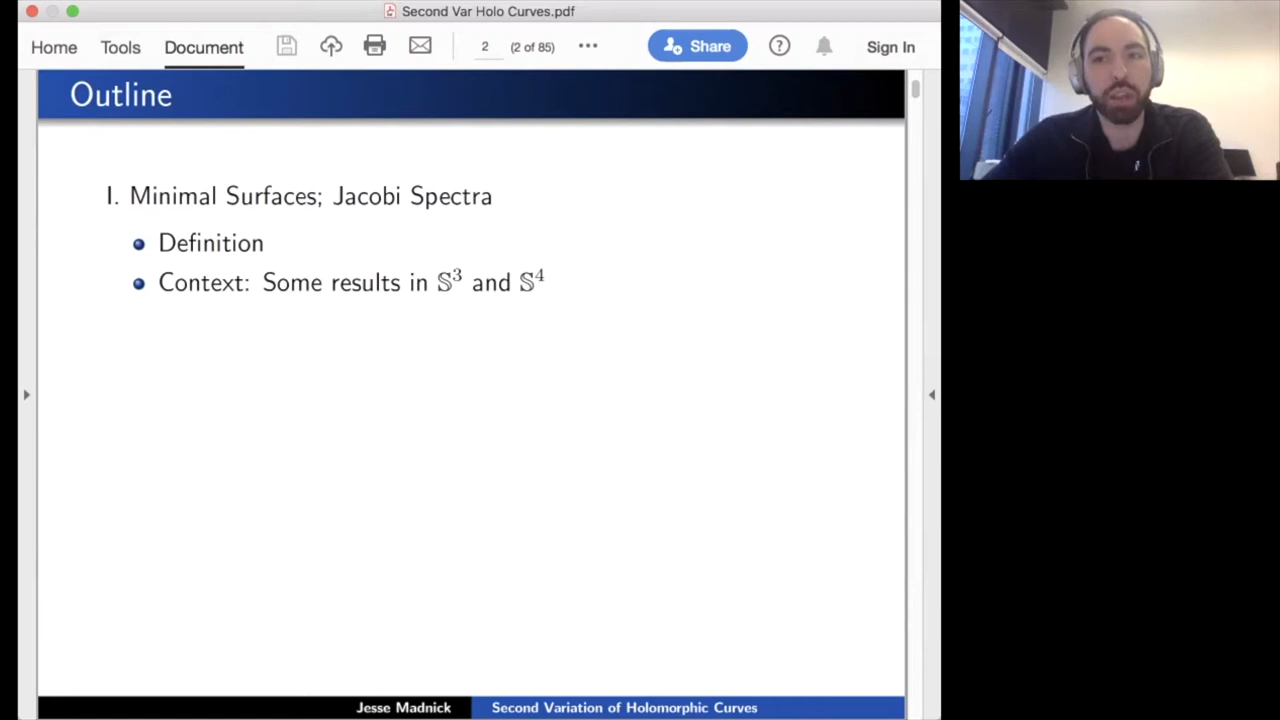 Second Var Holo Curves.pdf
Home Tools Document 2 (2 of 85) ••• Share ? Sign In
Outline
I. Minimal Surfaces; Jacobi Spectra
• Definition
• Context: Some results in 𝕊³ and 𝕊⁴
Jesse Madnick Second Variation of Holomorphic Curves